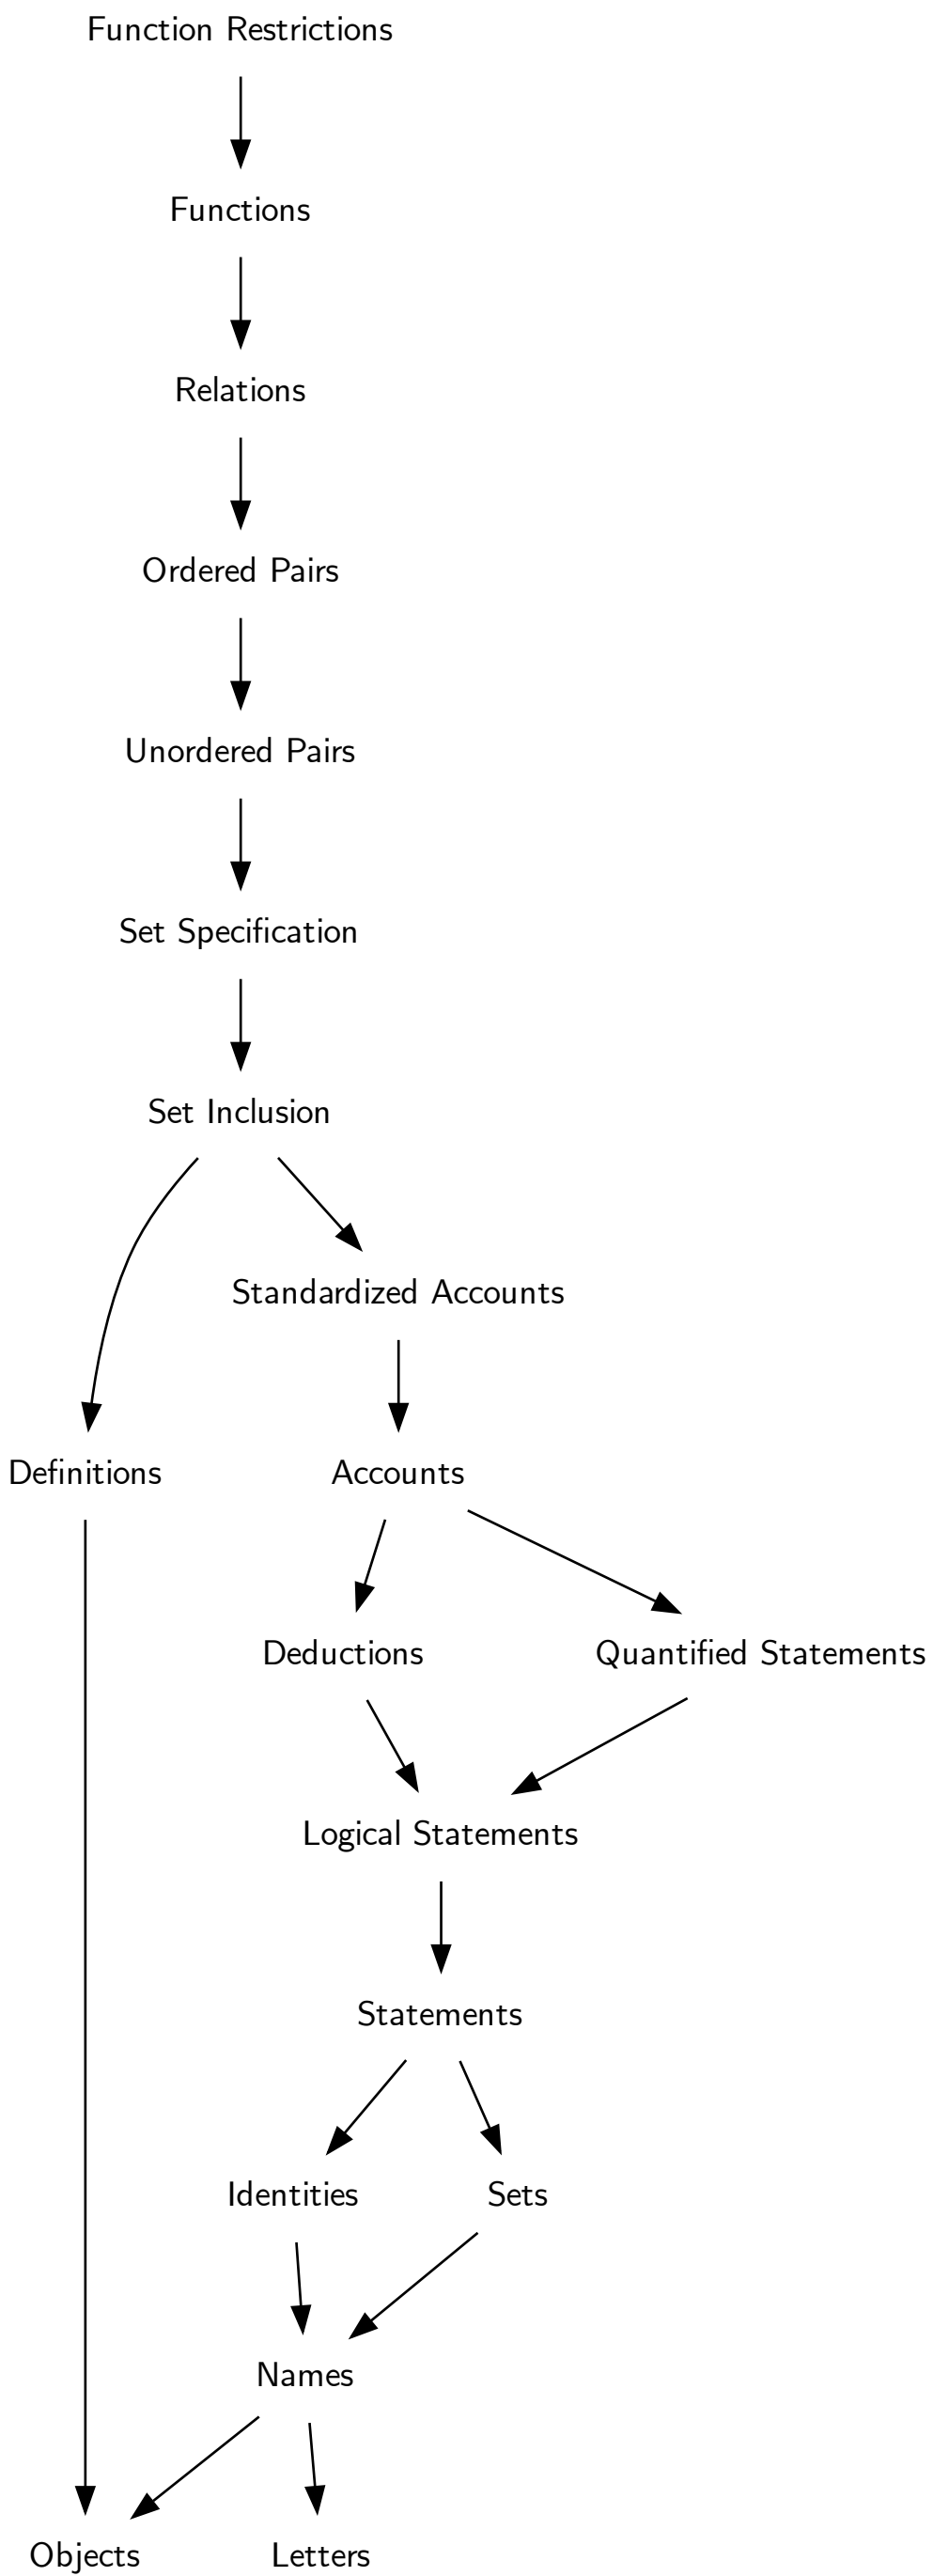 Function Restrictions
Functions
Relations
Ordered Pairs
Unordered Pairs
Set Specification
Set Inclusion
Standardized Accounts
Definitions
Accounts
Deductions
Quantified Statements
Logical Statements
Statements
Identities
Sets
Names
Objects
Letters